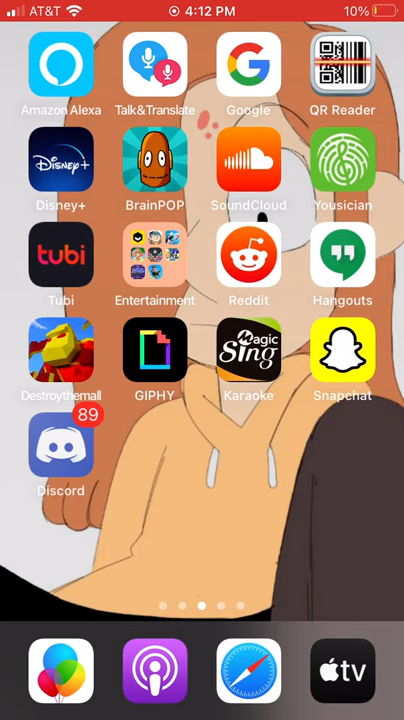 AT&T 4:12 PM 10%
Amazon Alexa Talk&Translate Google QR Reader
Disney+
Disney+ BrainPOP SoundCloud Yousician
tubi
Tubi Entertainment Reddit Hangouts
Magic
Sing
Destroythemall GIPHY Karaoke Snapchat
89
Discord
tv